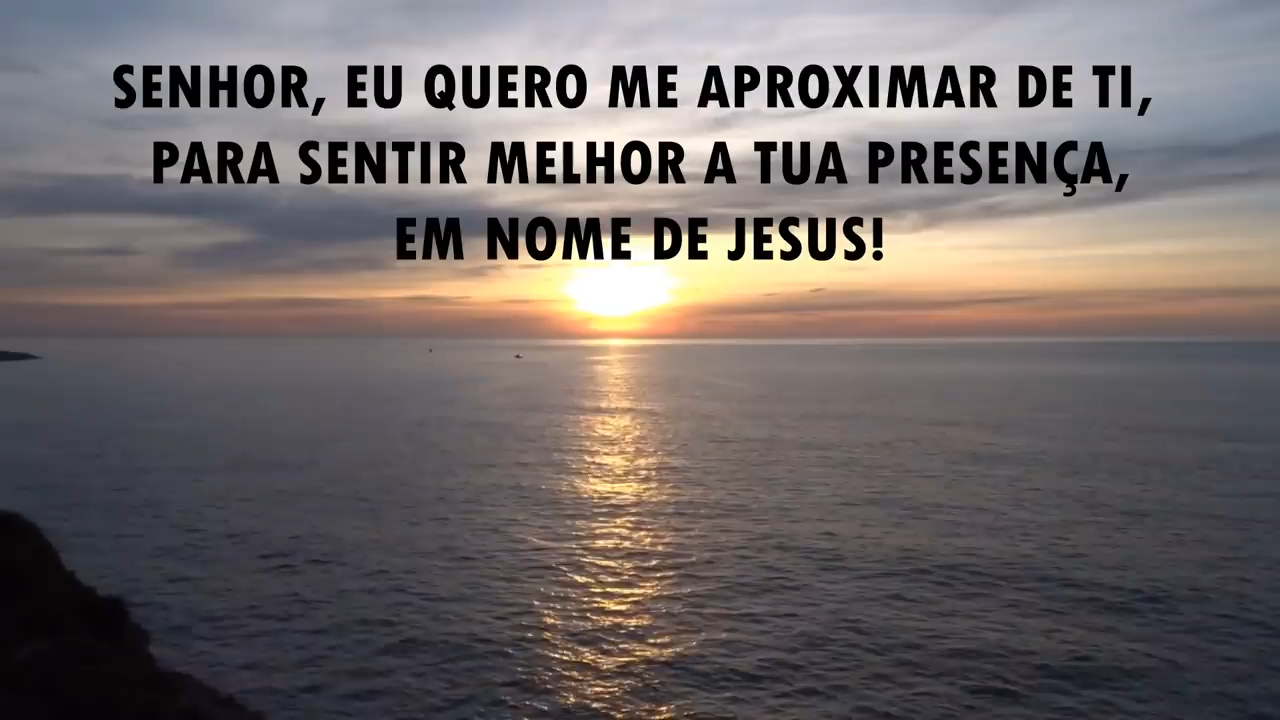 SENHOR, EU QUERO ME APROXIMAR DE TI,
PARA SENTIR MELHOR A TUA PRESENÇA,
EM NOME DE JESUS!